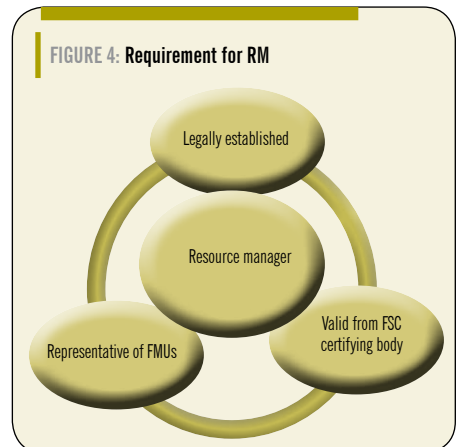 FIGURE 4: Requirement for RM
Legally established
Resource manager
Representative of FMUs
Valid from FSC
certifying body